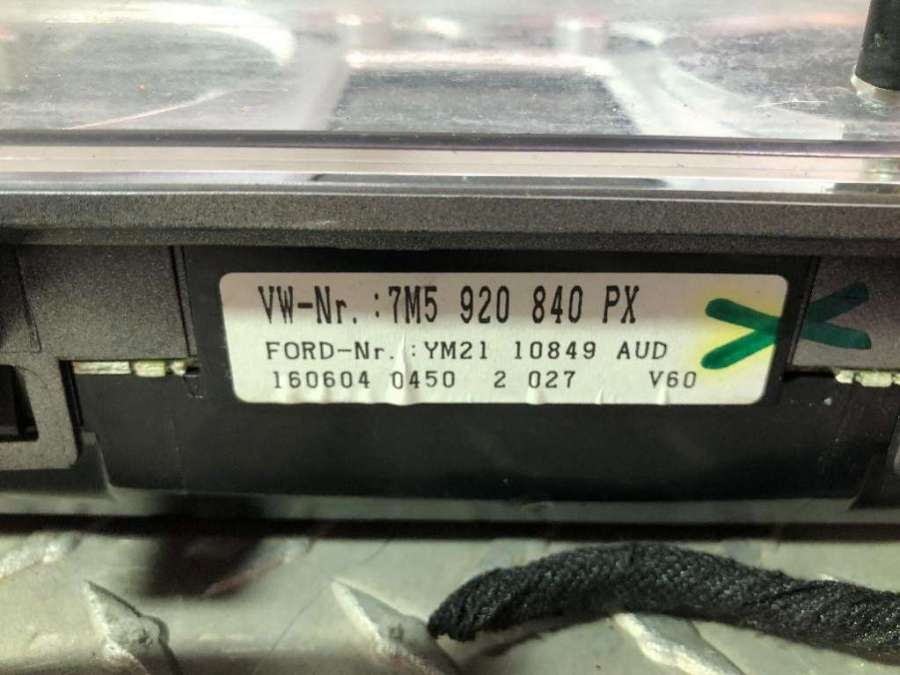 VW-Nr. :7M5 920 840 PX
FORD-Nr. :YM21 10849 AUD
160604 0450 2 027 V60